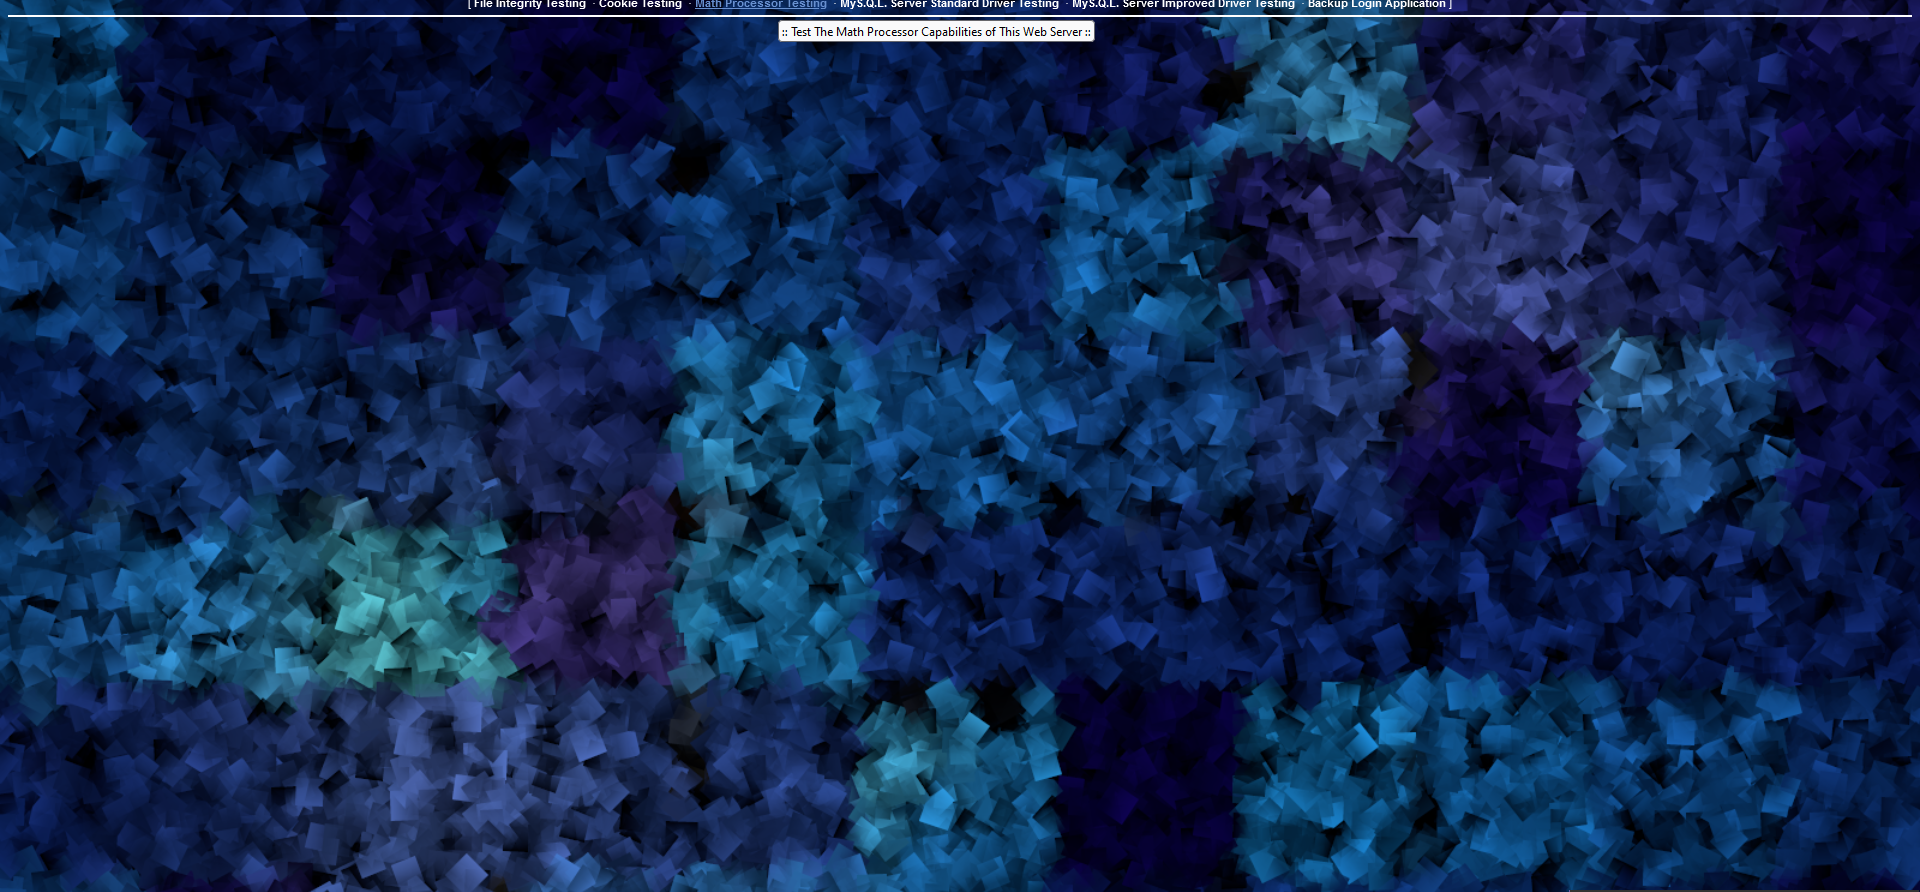 [ File Integrity Testing · Cookie Testing · Math Processor Testing · MyS.Q.L. Server Standard Driver Testing · MyS.Q.L. Server Improved Driver Testing · Backup Login Application ]
:: Test The Math Processor Capabilities of This Web Server ::